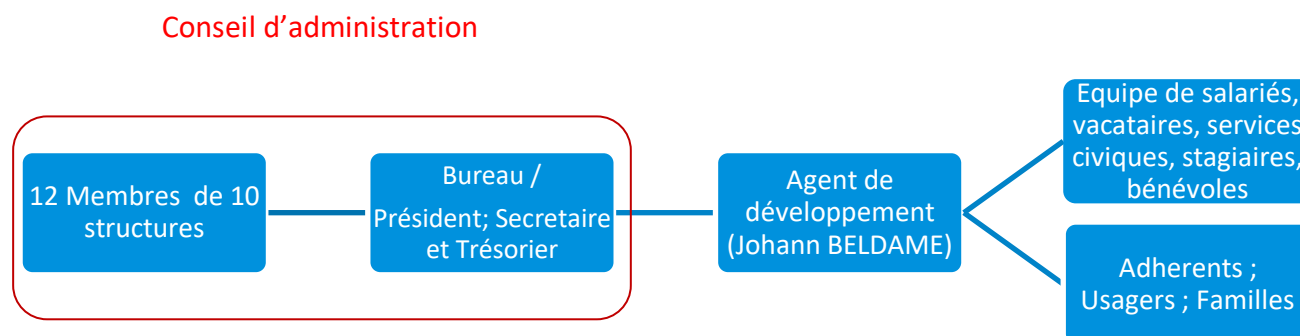 Conseil d’administration
12 Membres de 10
structures
Bureau /
Président; Secretaire
et Trésorier
Agent de
développement
(Johann BELDAME)
Equipe de salariés,
vacataires, services
civiques, stagiaires,
bénévoles
Adherents ;
Usagers ; Familles